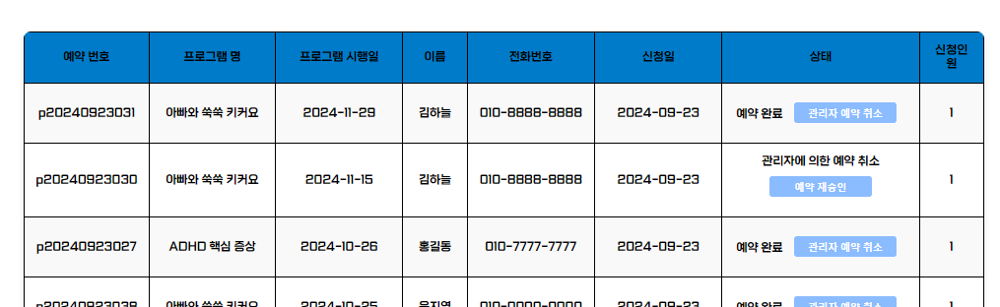 예약 번호 프로그램 명 프로그램 시행일 이름 전화번호 신청일 상태 신청인원
p20240923031 아빠와 쑥쑥 키커요 2024-11-29 김하늘 010-8888-8888 2024-09-23 예약 완료 관리자 예약 취소 1
p20240923030 아빠와 쑥쑥 키커요 2024-11-15 김하늘 010-8888-8888 2024-09-23 관리자에 의한 예약 취소 1
예약 재승인
p20240923027 ADHD 핵심 증상 2024-10-26 홍길동 010-7777-7777 2024-09-23 예약 완료 관리자 예약 취소 1
아빠와 쑥쑥 키커요 2024-10-25 2024-09-23 예약 완료 관리자 예약 취소 1